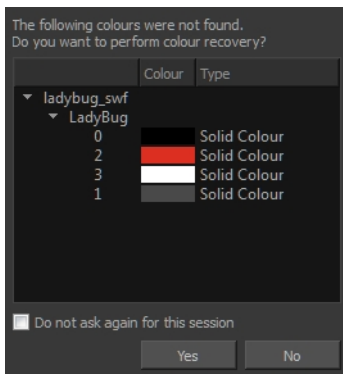 The following colours were not found.
Do you want to perform colour recovery?
Colour Type
ladybug_swf
LadyBug
0 Solid Colour
2 Solid Colour
3 Solid Colour
1 Solid Colour
Do not ask again for this session
Yes No